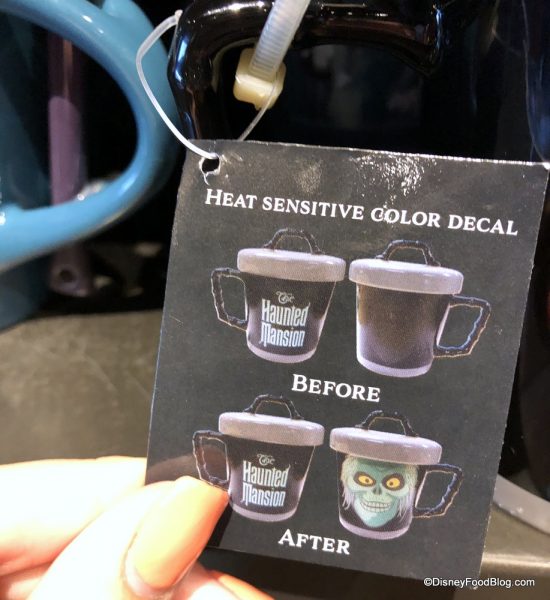 HEAT SENSITIVE COLOR DECAL
The
Haunted
Mansion
BEFORE
The
Haunted
Mansion
AFTER
©DisneyFoodBlog.com